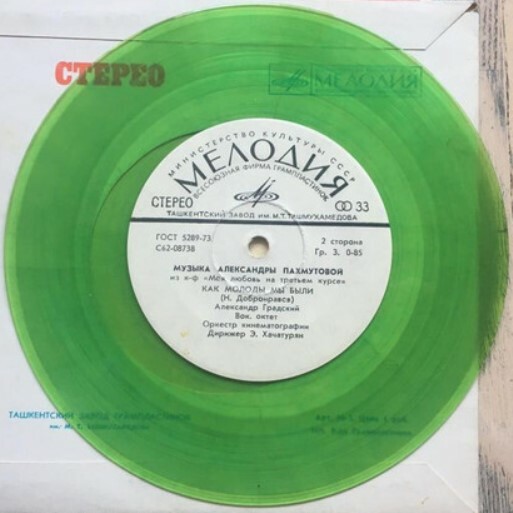 СТЕРЕО
МЕЛОДИЯ
МИНИСТЕРСТВО КУЛЬТУРЫ СССР
МЕЛОДИЯ
ВСЕСОЮЗНАЯ ФИРМА ГРАМПЛАСТИНОК
СТЕРЕО 33
ТАШКЕНТСКИЙ ЗАВОД ИМ. М.Т.ТАШМУХАМЕДОВА
ГОСТ 5289-73 2 сторона
С62-08738 Гр. 3. 0-85
МУЗЫКА АЛЕКСАНДРЫ ПАХМУТОВОЙ
из к-ф «Моя любовь на третьем курсе»
КАК МОЛОДЫ МЫ БЫЛИ
(Н. Добронравов)
Александр Градский
Вок. октет
Оркестр кинематографии
Дирижер Э. Хачатурян
ТАШКЕНТСКИЙ ЗАВОД ГРАМПЛАСТИНОК
им. М. Т.